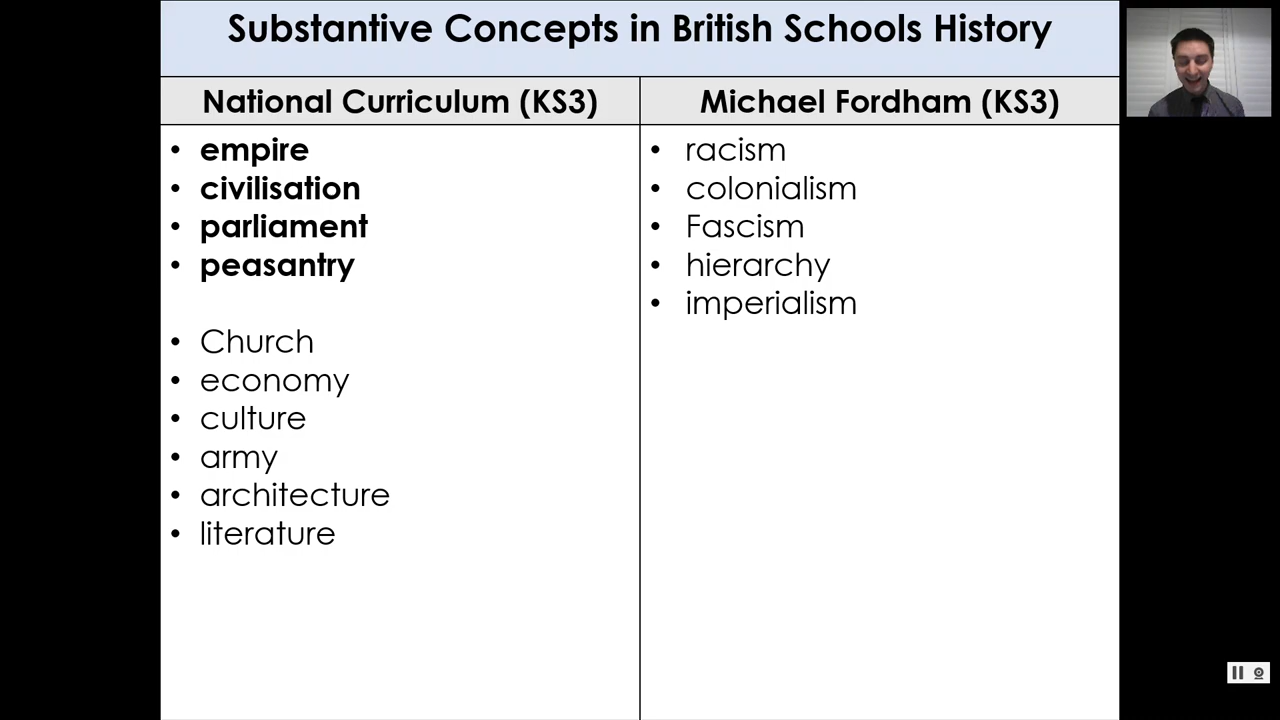 Substantive Concepts in British Schools History
National Curriculum (KS3)
Michael Fordham (KS3)
• empire
• civilisation
• parliament
• peasantry
• Church
• economy
• culture
• army
• architecture
• literature
• racism
• colonialism
• Fascism
• hierarchy
• imperialism